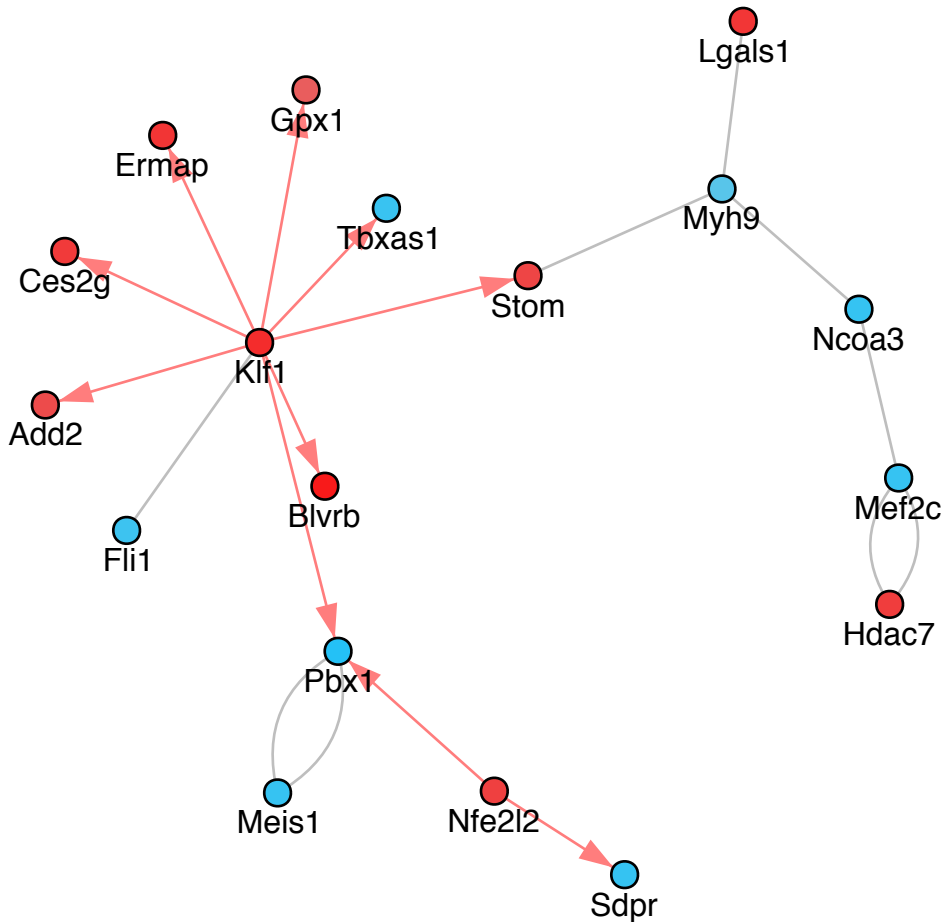 Lgals1
Gpx1
Ermap
Myh9
Tbxas1
Ces2g
Stom
Ncoa3
Klf1
Add2
Mef2c
Blvrb
Fli1
Hdac7
Pbx1
Meis1
Nfe2l2
Sdpr